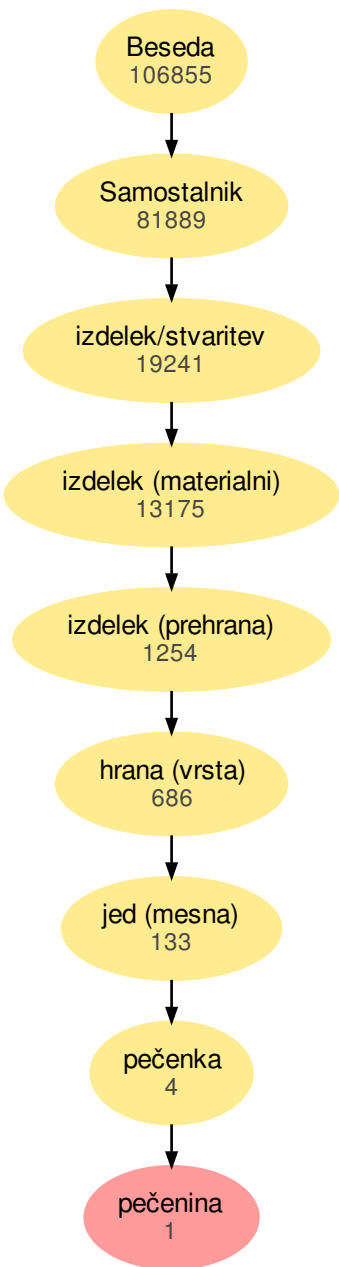 Beseda
106855
Samostalnik
81889
izdelek/stvaritev
19241
izdelek (materialni)
13175
izdelek (prehrana)
1254
hrana (vrsta)
686
jed (mesna)
133
pečenka
4
pečenina
1